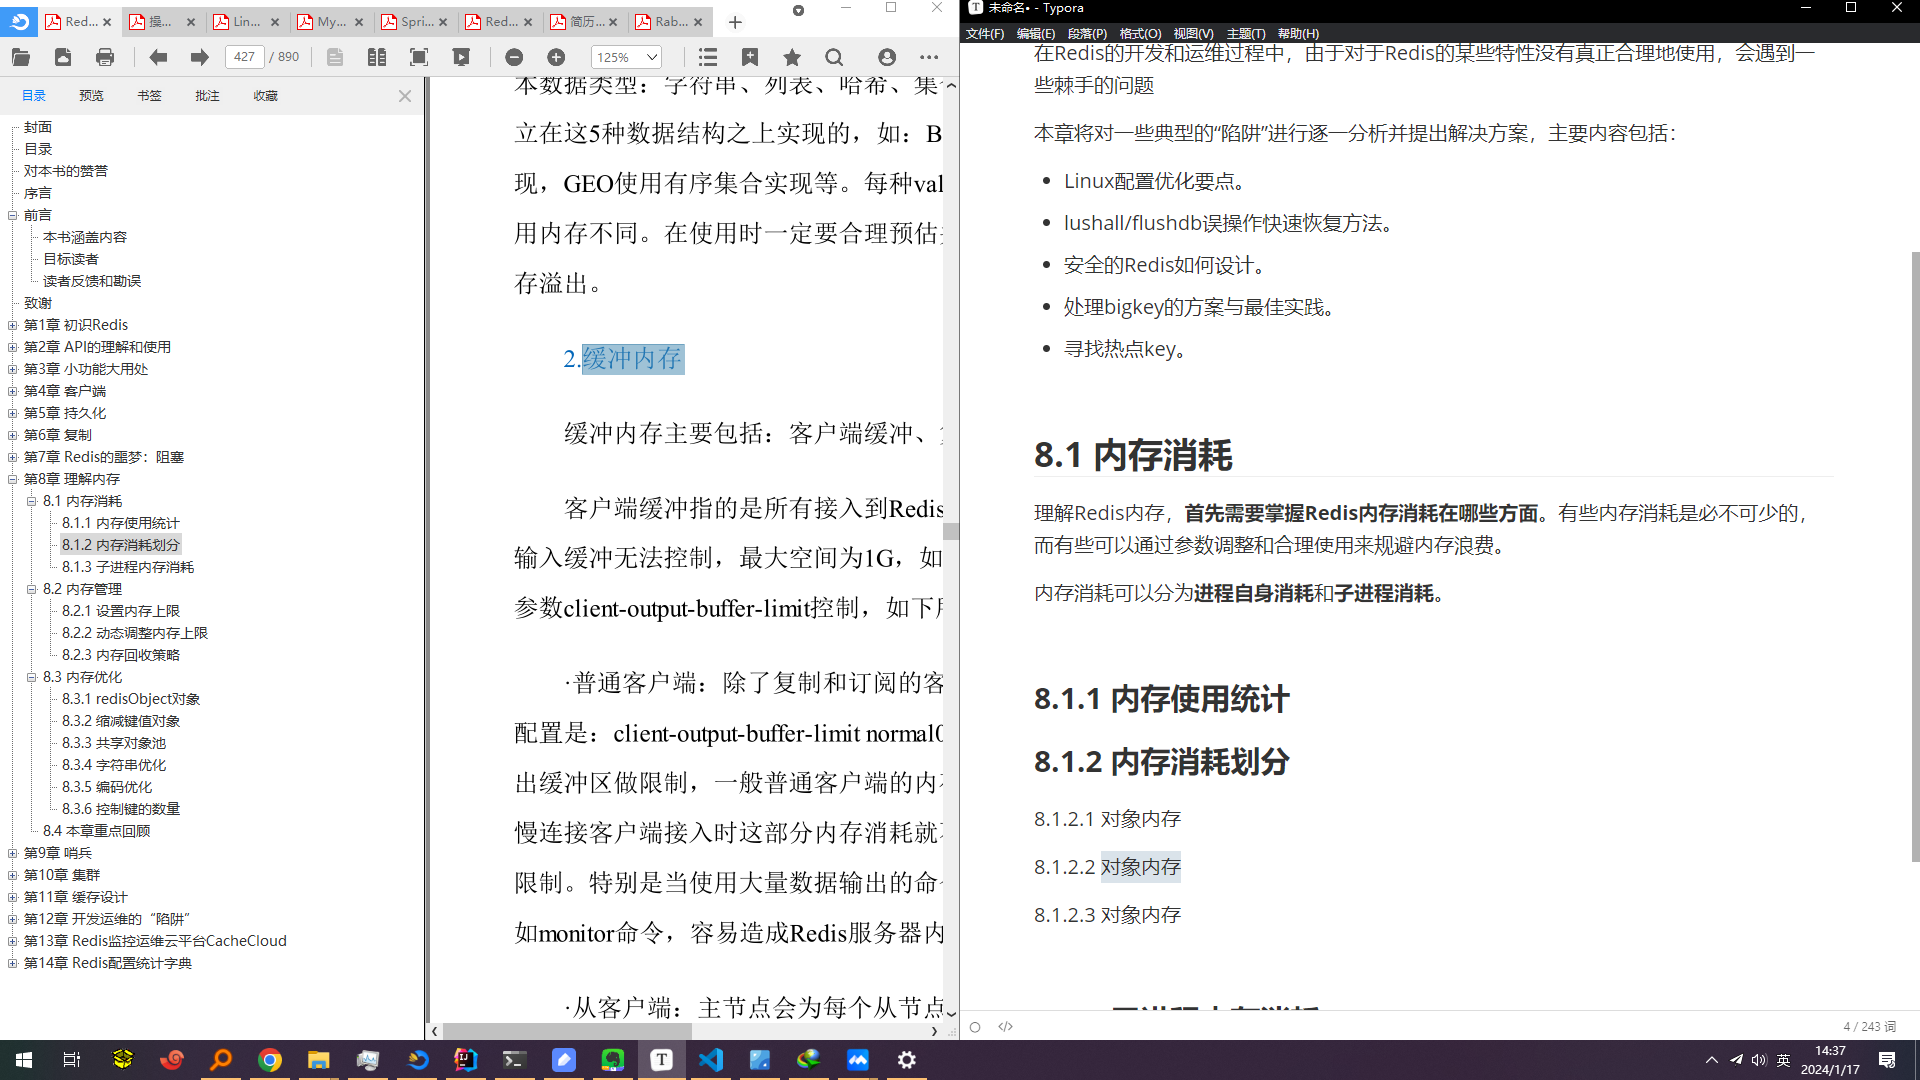 Red...
操...
Lin...
My...
Spri...
Red...
简历...
Rab...
427 / 890
125%
目录 预览 书签 批注 收藏
封面
目录
对本书的赞誉
序言
前言
本书涵盖内容
目标读者
读者反馈和勘误
致谢
第1章 初识Redis
第2章 API的理解和使用
第3章 小功能大用处
第4章 客户端
第5章 持久化
第6章 复制
第7章 Redis的噩梦：阻塞
第8章 理解内存
8.1 内存消耗
8.1.1 内存使用统计
8.1.2 内存消耗划分
8.1.3 子进程内存消耗
8.2 内存管理
8.2.1 设置内存上限
8.2.2 动态调整内存上限
8.2.3 内存回收策略
8.3 内存优化
8.3.1 redisObject对象
8.3.2 缩减键值对象
8.3.3 共享对象池
8.3.4 字符串优化
8.3.5 编码优化
8.3.6 控制键的数量
8.4 本章重点回顾
第9章 哨兵
第10章 集群
第11章 缓存设计
第12章 开发运维的“陷阱”
第13章 Redis监控运维云平台CacheCloud
第14章 Redis配置统计字典
本数据类型：字符串、列表、哈希、集
立在这5种数据结构之上实现的，如：B
现，GEO使用有序集合实现等。每种val
用内存不同。在使用时一定要合理预估
存溢出。
2.缓冲内存
缓冲内存主要包括：客户端缓冲、
客户端缓冲指的是所有接入到Redis
输入缓冲无法控制，最大空间为1G，如
参数client-output-buffer-limit控制，如下
·普通客户端：除了复制和订阅的客
配置是：client-output-buffer-limit normal0
出缓冲区做限制，一般普通客户端的内
慢连接客户端接入时这部分内存消耗就
限制。特别是当使用大量数据输出的命
如monitor命令，容易造成Redis服务器内
·从客户端：主节点会为每个从节点
未命名• - Typora
文件(F) 编辑(E) 段落(P) 格式(O) 视图(V) 主题(T) 帮助(H)
在Redis的开发和运维过程中，由于对于Redis的某些特性没有真正合理地使用，会遇到一
些棘手的问题
本章将对一些典型的“陷阱”进行逐一分析并提出解决方案，主要内容包括：
• Linux配置优化要点。
• lushall/flushdb误操作快速恢复方法。
• 安全的Redis如何设计。
• 处理bigkey的方案与最佳实践。
• 寻找热点key。
8.1 内存消耗
理解Redis内存，首先需要掌握Redis内存消耗在哪些方面。有些内存消耗是必不可少的，
而有些可以通过参数调整和合理使用来规避内存浪费。
内存消耗可以分为进程自身消耗和子进程消耗。
8.1.1 内存使用统计
8.1.2 内存消耗划分
8.1.2.1 对象内存
8.1.2.2 对象内存
8.1.2.3 对象内存
4 / 243 词
英
14:37
2024/1/17